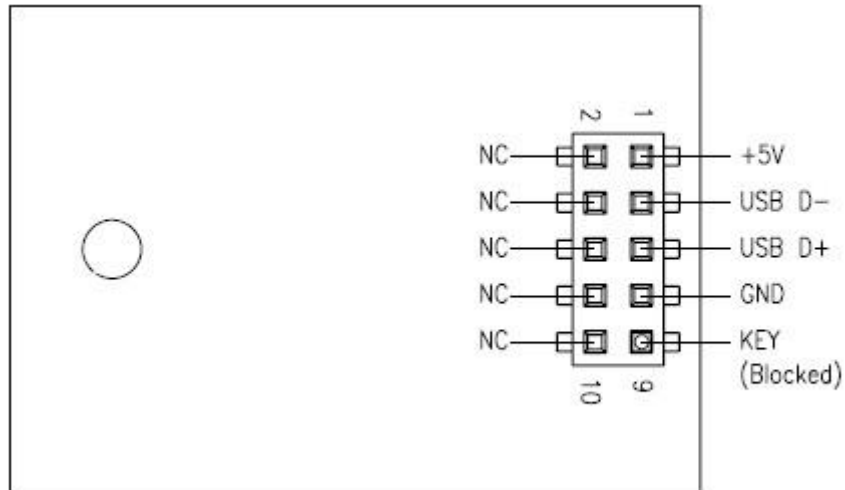 2 1
NC +5V
NC USB D-
NC USB D+
NC GND
NC KEY
(Blocked)
10 9